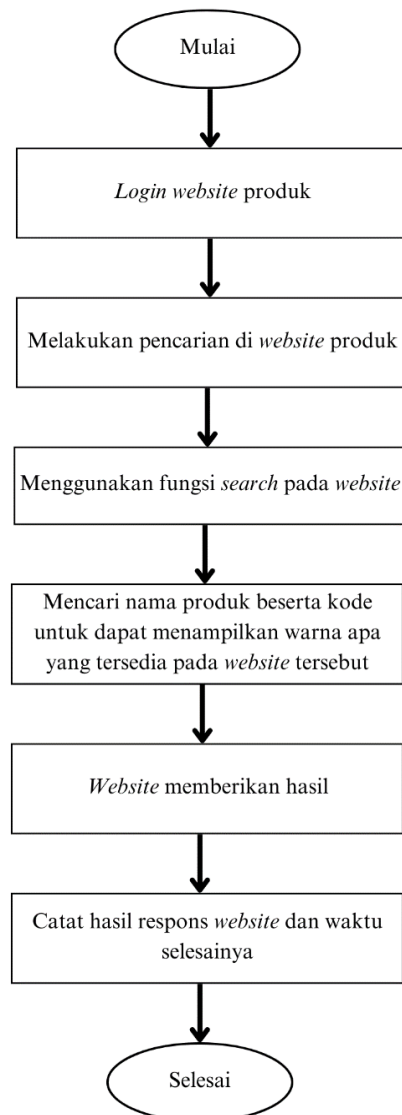 Mulai
Login website produk
Melakukan pencarian di website produk
Menggunakan fungsi search pada website
Mencari nama produk beserta kode
untuk dapat menampilkan warna apa
yang tersedia pada website tersebut
Website memberikan hasil
Catat hasil respons website dan waktu
selesainya
Selesai